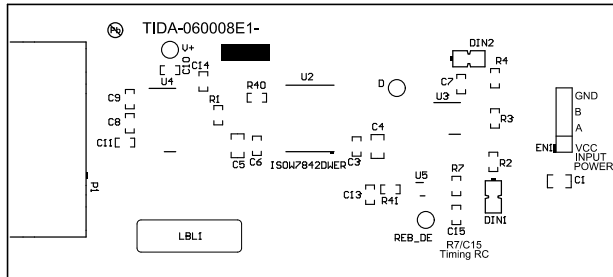 Pb TIDA-060008E1-
V+
U4
C10
C14
C9
C8
C11
R1
R40
U2
C5
C6
ISOW7842DWER
C3
C4
D
DIN2
C7
R4
U3
R3
GND
B
A
EN1
VCC
INPUT
POWER
R2
C1
P1
C13
R41
U5
R7
DIN1
C15
LBL1
REB_DE
R7/C15
Timing RC